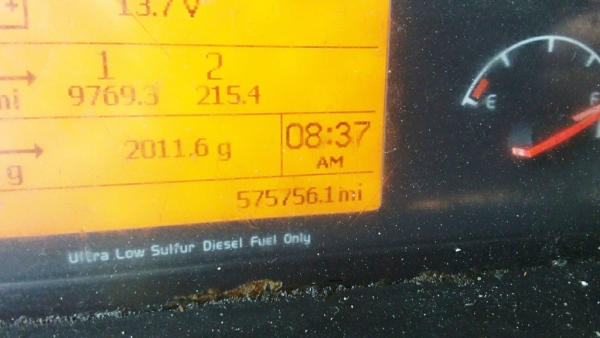 13.7V
1 2
mi 9769.3 215.4
g 2011.6 g
08:37
AM
575756.1 mi
Ultra Low Sulfur Diesel Fuel Only
E
F